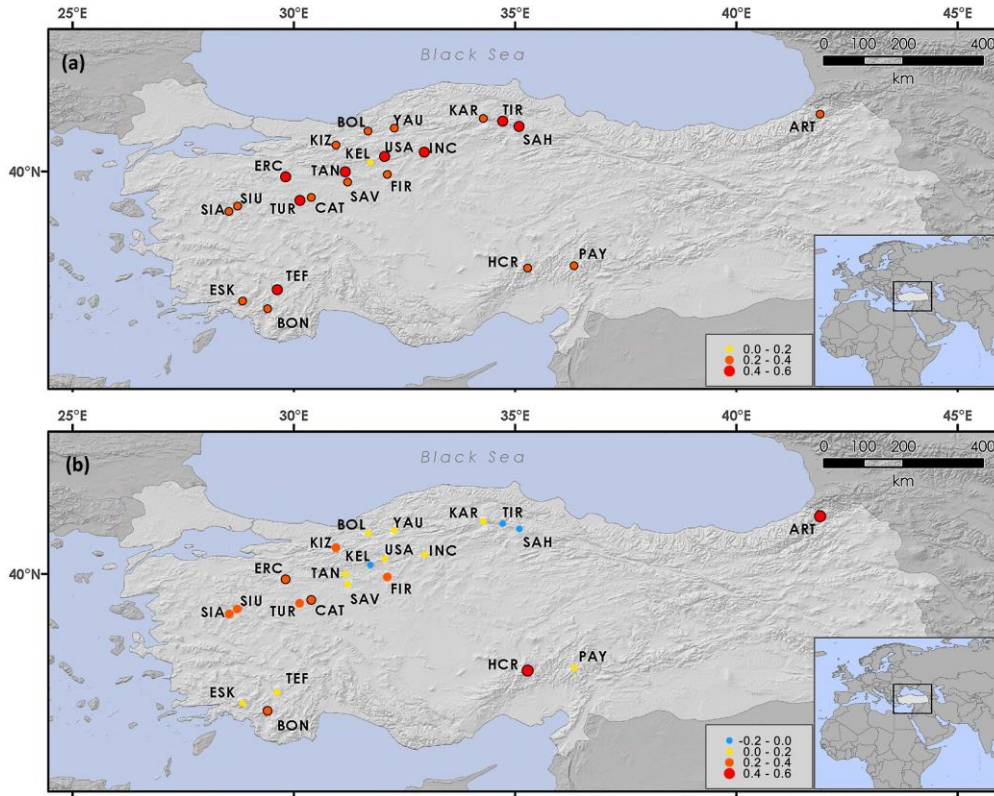 25°E 30°E 35°E 40°E 45°E
(a)
Black Sea
0 100 200 400
km
BOL YAU KAR TIR ART
KIZ SAH
KEL USA INC
40°N
ERC TAN
FIR
SIU SAV
SIA TUR CAT
HCR PAY
TEF
ESK
BON
0.0 - 0.2
0.2 - 0.4
0.4 - 0.6
25°E 30°E 35°E 40°E 45°E
(b)
Black Sea
0 100 200 400
km
BOL YAU KAR TIR ART
KIZ SAH
KEL USA INC
40°N
ERC TAN
FIR
SIU SAV
SIA TUR CAT
HCR PAY
TEF
ESK
BON
-0.2 - 0.0
0.0 - 0.2
0.2 - 0.4
0.4 - 0.6